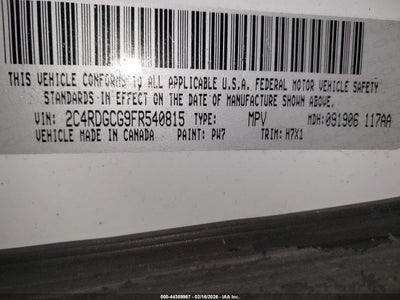 THIS VEHICLE CONFORMS TO ALL APPLICABLE U.S.A. FEDERAL MOTOR VEHICLE SAFETY
STANDARDS IN EFFECT ON THE DATE OF MANUFACTURE SHOWN ABOVE.
VIN: 2C4RDGCG9FR540815 TYPE: MPV MDH: 091906 117AA
VEHICLE MADE IN CANADA PAINT: PW7 TRIM: H7X1
000-44389967 - 02/16/2026 - IAA Inc.